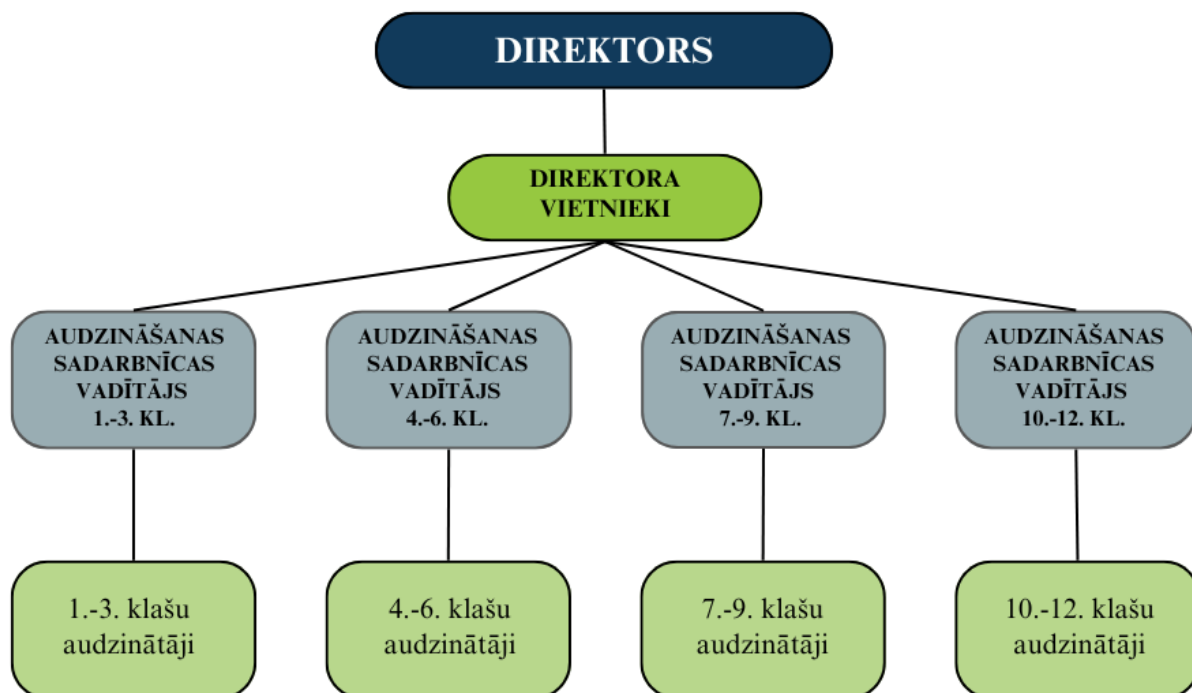 DIREKTORS
DIREKTORA
VIETNIEKI
AUDZINĀŠANAS
SADARBNĪCAS
VADĪTĀJS
1.-3. KL.
AUDZINĀŠANAS
SADARBNĪCAS
VADĪTĀJS
4.-6. KL.
AUDZINĀŠANAS
SADARBNĪCAS
VADĪTĀJS
7.-9. KL.
AUDZINĀŠANAS
SADARBNĪCAS
VADĪTĀJS
10.-12. KL.
1.-3. klašu
audzinātāji
4.-6. klašu
audzinātāji
7.-9. klašu
audzinātāji
10.-12. klašu
audzinātāji